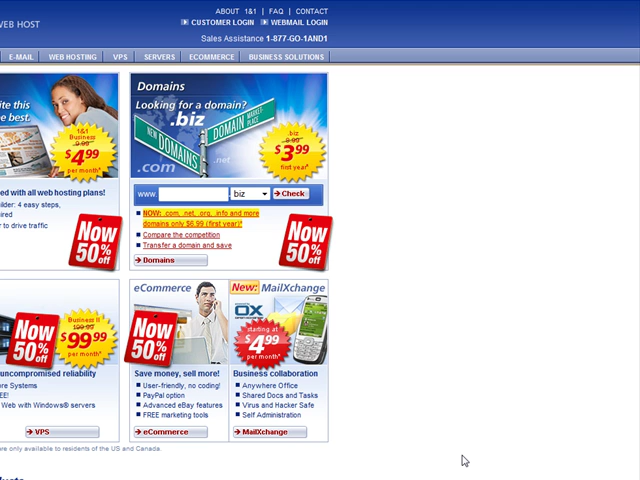 ABOUT 1&1 | FAQ | CONTACT
WEB HOST
CUSTOMER LOGIN WEBMAIL LOGIN
Sales Assistance 1-877-GO-1AND1
E-MAIL WEB HOSTING VPS SERVERS ECOMMERCE BUSINESS SOLUTIONS
ite this
e best.
1&1
Business
9.99
$4.99
per month*
ed with all web hosting plans!
ilder: 4 easy steps,
ired
r to drive traffic
Now
50%
off
Domains
Looking for a domain?
.biz
NEW DOMAINS
DOMAIN MARKET-
PLACE
.com
.net
.biz
8.99
$3.99
first year*
www. biz Check
NOW: .com, .net, .org, .info and more
domains only $6.99 (first year)*
Compare the competition
Transfer a domain and save
Domains
Now
50%
off
Now
50%
off
Business II
199.99
$99.99
per month*
uncompromised reliability
ore Systems
EE!
Web with Windows® servers
VPS
eCommerce
Now
50%
off
Save money, sell more!
User-friendly, no coding!
PayPal option
Advanced eBay features
FREE marketing tools
eCommerce
New: MailXchange
OX
starting at
$4.99
per month*
Business collaboration
Anywhere Office
Shared Docs and Tasks
Virus and Hacker Safe
Self Administration
MailXchange
are only available to residents of the US and Canada.